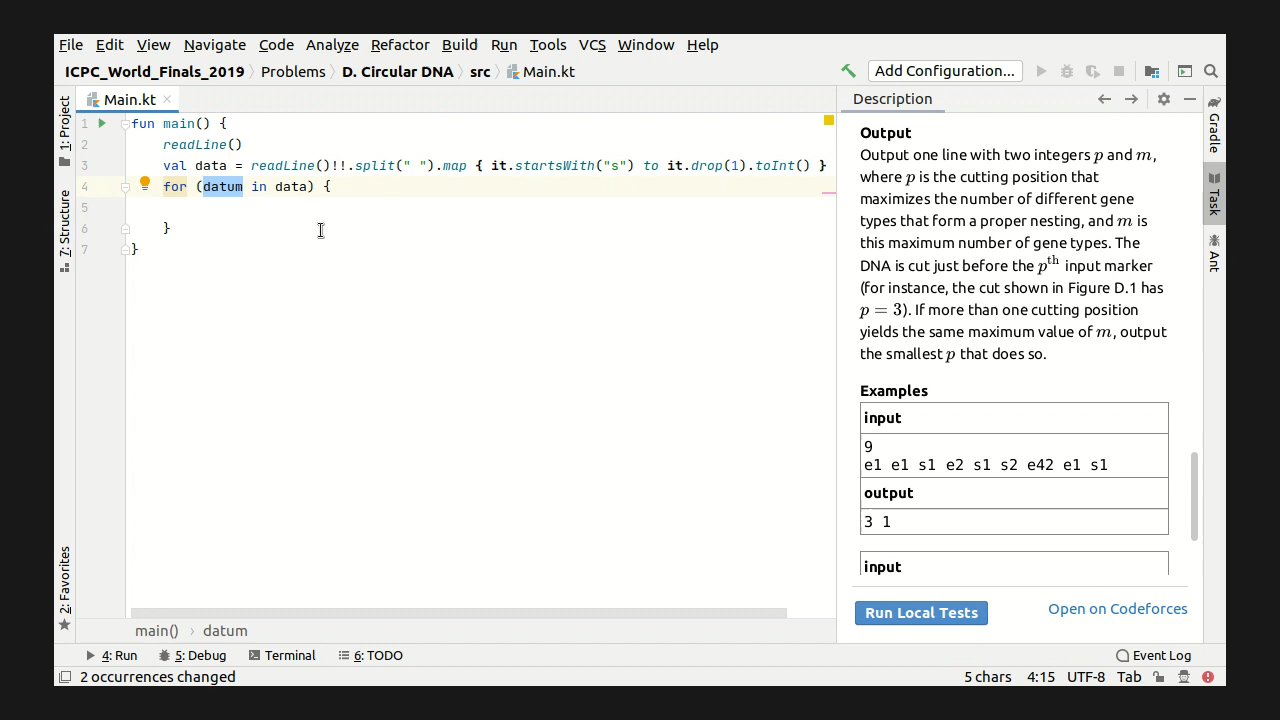 File Edit View Navigate Code Analyze Refactor Build Run Tools VCS Window Help
ICPC_World_Finals_2019 Problems D. Circular DNA src Main.kt Add Configuration...
Main.kt
Description
1: Project
7: Structure
2: Favorites
1 fun main() {
2 readLine()
3 val data = readLine()!!.split(" ").map { it.startsWith("s") to it.drop(1).toInt() }
4 for (datum in data) {
5
6 }
7 }
Output
Output one line with two integers p and m,
where p is the cutting position that
maximizes the number of different gene
types that form a proper nesting, and m is
this maximum number of gene types. The
DNA is cut just before the pth input marker
(for instance, the cut shown in Figure D.1 has
p = 3). If more than one cutting position
yields the same maximum value of m, output
the smallest p that does so.
Examples
input
9
e1 e1 s1 e2 s1 s2 e42 e1 s1
output
3 1
input
Run Local Tests Open on Codeforces
Gradle
Task
Ant
main() datum
4: Run 5: Debug Terminal 6: TODO Event Log
2 occurrences changed 5 chars 4:15 UTF-8 Tab